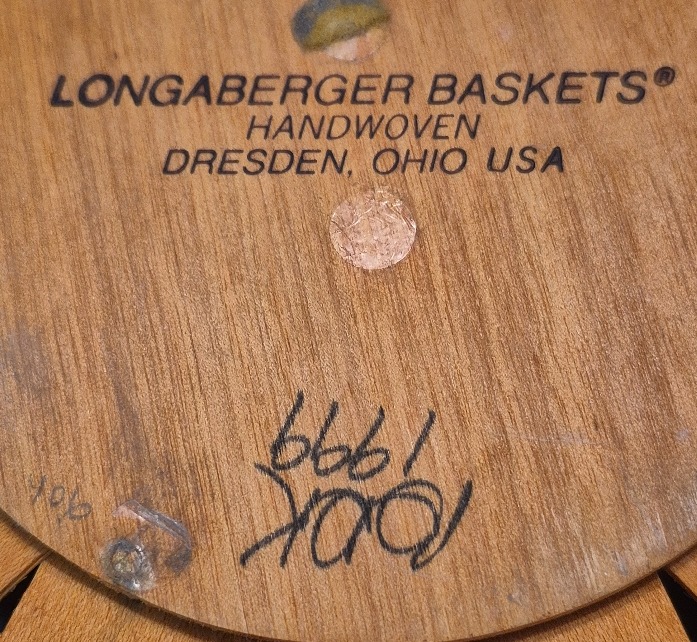 LONGABERGER BASKETS®
HANDWOVEN
DRESDEN, OHIO USA
1999